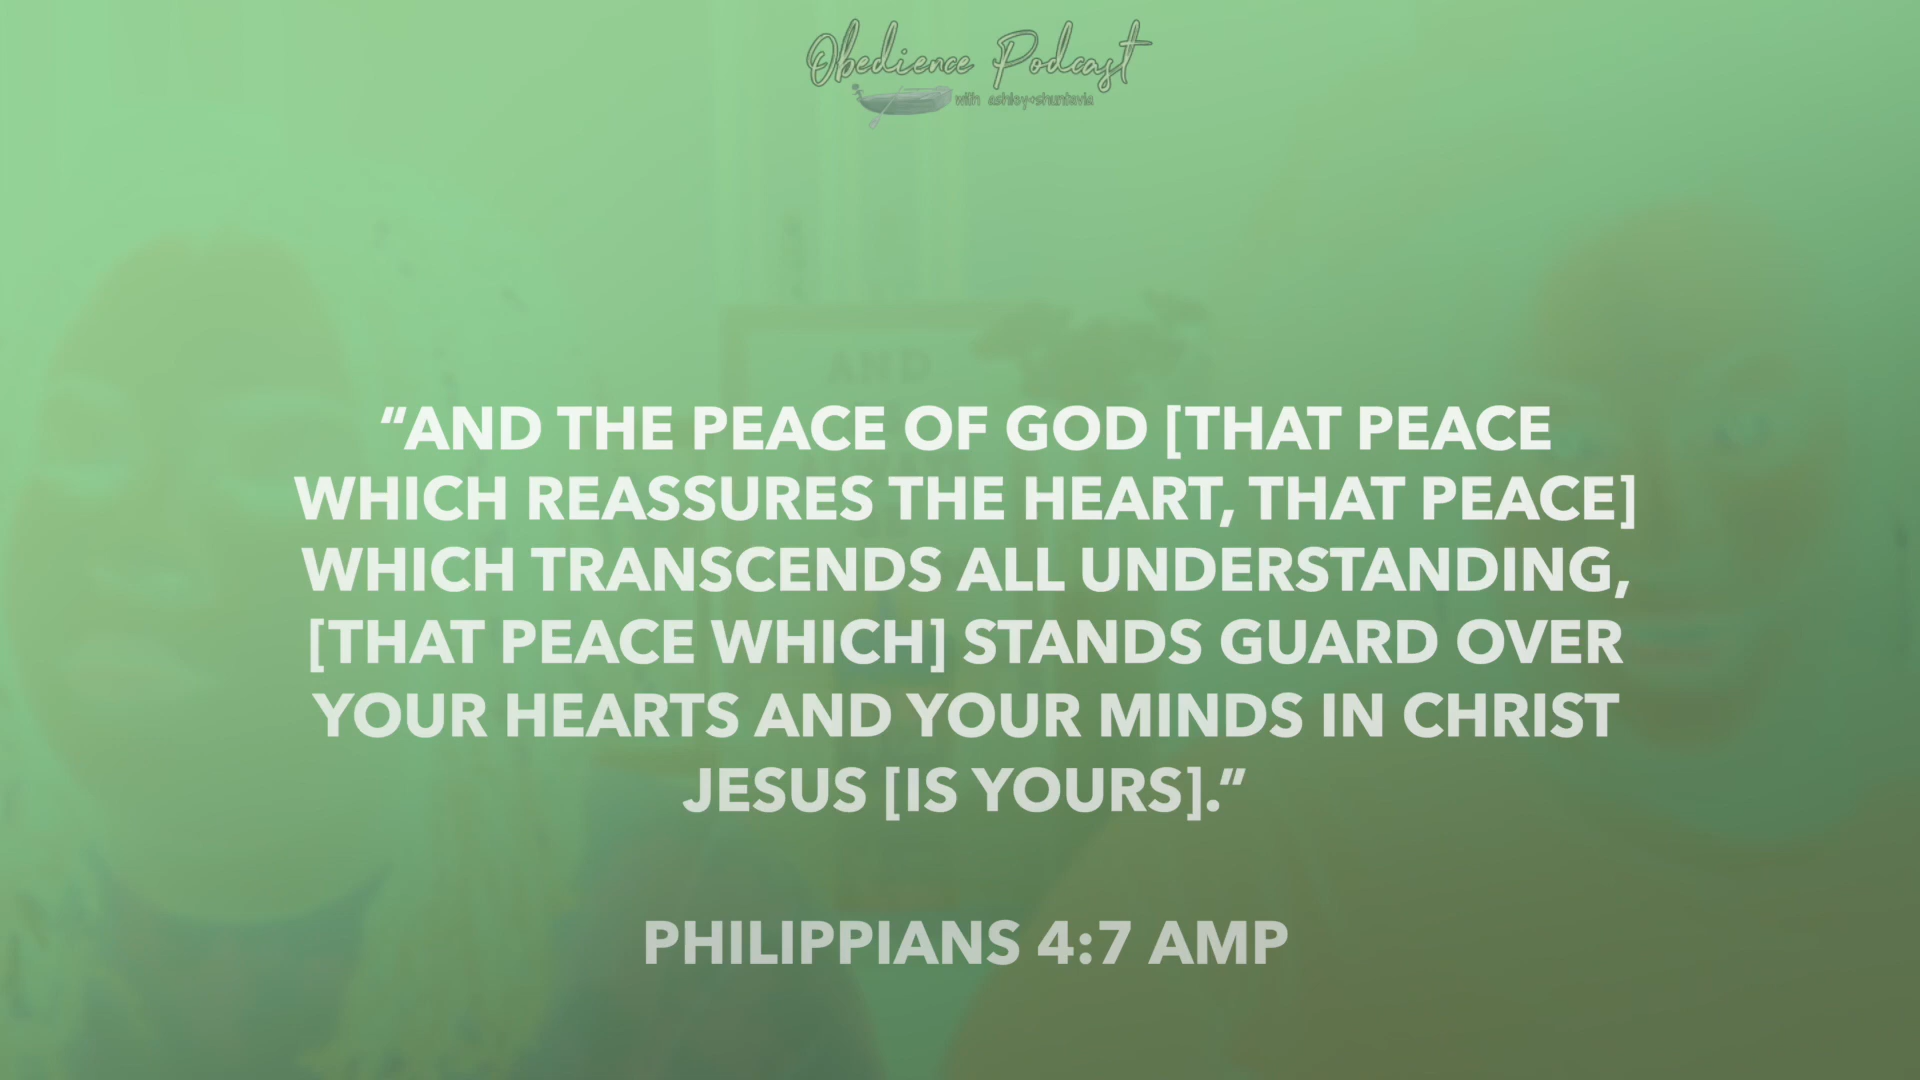 Obedience Podcast
with ashley+shuntavia
AND
“AND THE PEACE OF GOD [THAT PEACE
WHICH REASSURES THE HEART, THAT PEACE]
WHICH TRANSCENDS ALL UNDERSTANDING,
[THAT PEACE WHICH] STANDS GUARD OVER
YOUR HEARTS AND YOUR MINDS IN CHRIST
JESUS [IS YOURS].”
PHILIPPIANS 4:7 AMP